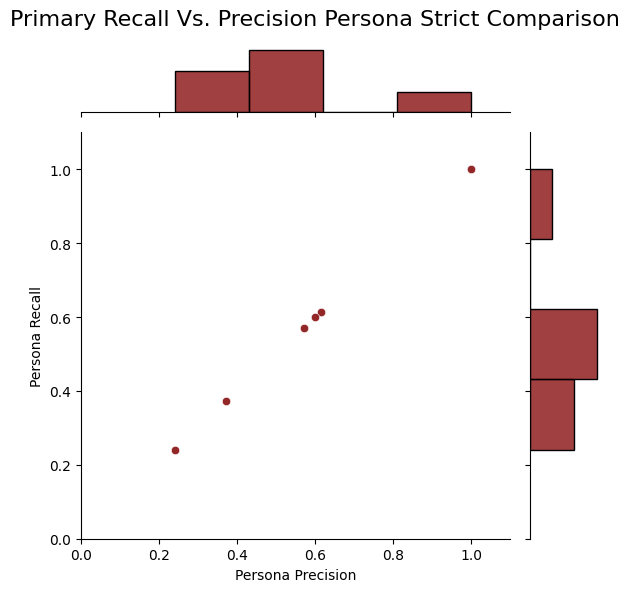 Primary Recall Vs. Precision Persona Strict Comparison
1.0
0.8
0.6
0.4
0.2
0.0
Persona Recall
0.0 0.2 0.4 0.6 0.8 1.0
Persona Precision